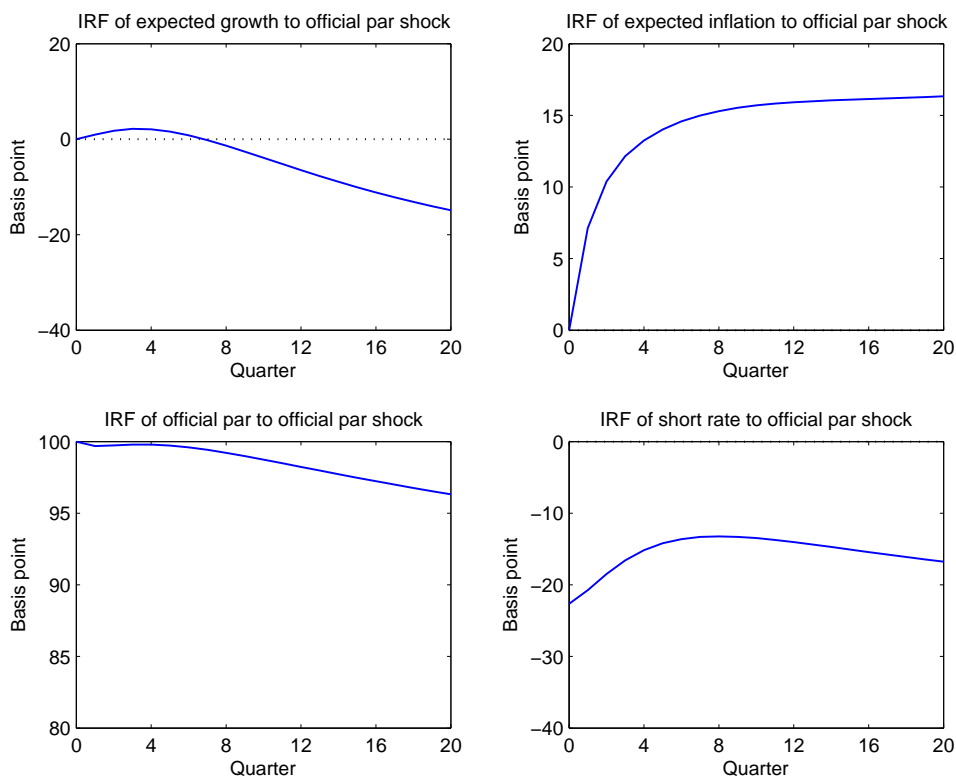 IRF of expected growth to official par shock
20
0
−20
−40
Basis point
0 4 8 12 16 20
Quarter
IRF of expected inflation to official par shock
20
15
10
5
0
Basis point
0 4 8 12 16 20
Quarter
IRF of official par to official par shock
100
95
90
85
80
Basis point
0 4 8 12 16 20
Quarter
IRF of short rate to official par shock
0
−10
−20
−30
−40
Basis point
0 4 8 12 16 20
Quarter